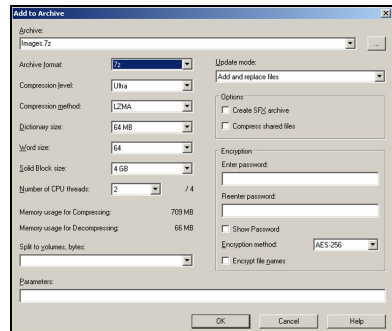 Add to Archive
Archive:
Images.7z
...
Archive format: 7z
Compression level: Ultra
Compression method: LZMA
Dictionary size: 64 MB
Word size: 64
Solid Block size: 4 GB
Number of CPU threads: 2 / 4
Memory usage for Compressing: 709 MB
Memory usage for Decompressing: 66 MB
Split to volumes, bytes:
Update mode:
Add and replace files
Options
Create SFX archive
Compress shared files
Encryption
Enter password:
Reenter password:
Show Password
Encryption method: AES-256
Encrypt file names
Parameters:
OK
Cancel
Help